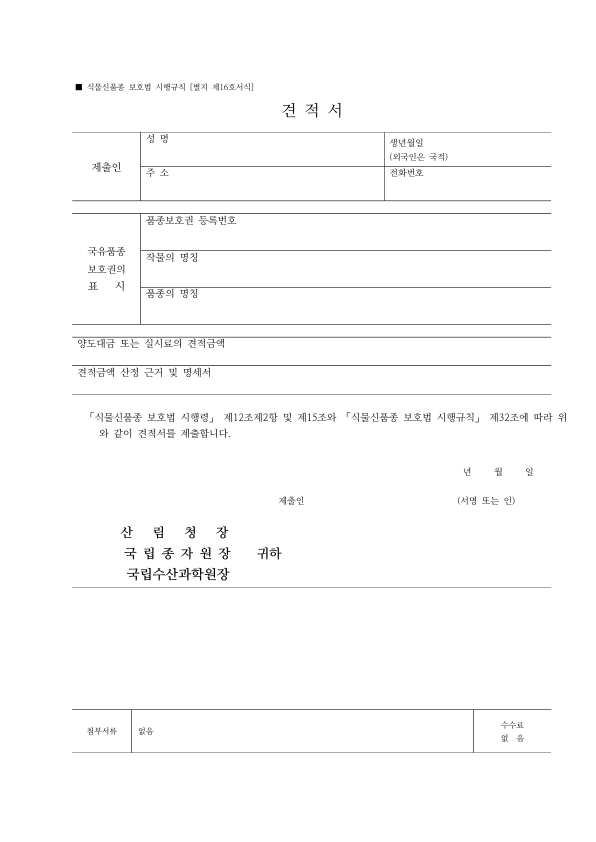 ■ 식물신품종 보호법 시행규칙 [별지 제16호서식]
견 적 서
제출인
성 명
생년월일
(외국인은 국적)
주 소
전화번호
국유품종
보호권의
표 시
품종보호권 등록번호
작물의 명칭
품종의 명칭
양도대금 또는 실시료의 견적금액
견적금액 산정 근거 및 명세서
「식물신품종 보호법 시행령」 제12조제2항 및 제15조와 「식물신품종 보호법 시행규칙」 제32조에 따라 위
와 같이 견적서를 제출합니다.
년 월 일
제출인 (서명 또는 인)
산 림 청 장
국 립 종 자 원 장 귀하
국립수산과학원장
첨부서류
없음
수수료
없 음